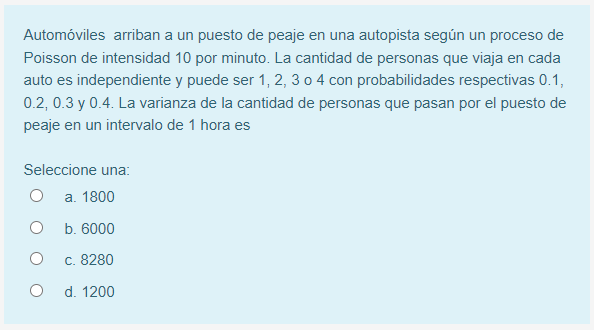 Automóviles arriban a un puesto de peaje en una autopista según un proceso de
Poisson de intensidad 10 por minuto. La cantidad de personas que viaja en cada
auto es independiente y puede ser 1, 2, 3 o 4 con probabilidades respectivas 0.1,
0.2, 0.3 y 0.4. La varianza de la cantidad de personas que pasan por el puesto de
peaje en un intervalo de 1 hora es
Seleccione una:
a. 1800
b. 6000
c. 8280
d. 1200